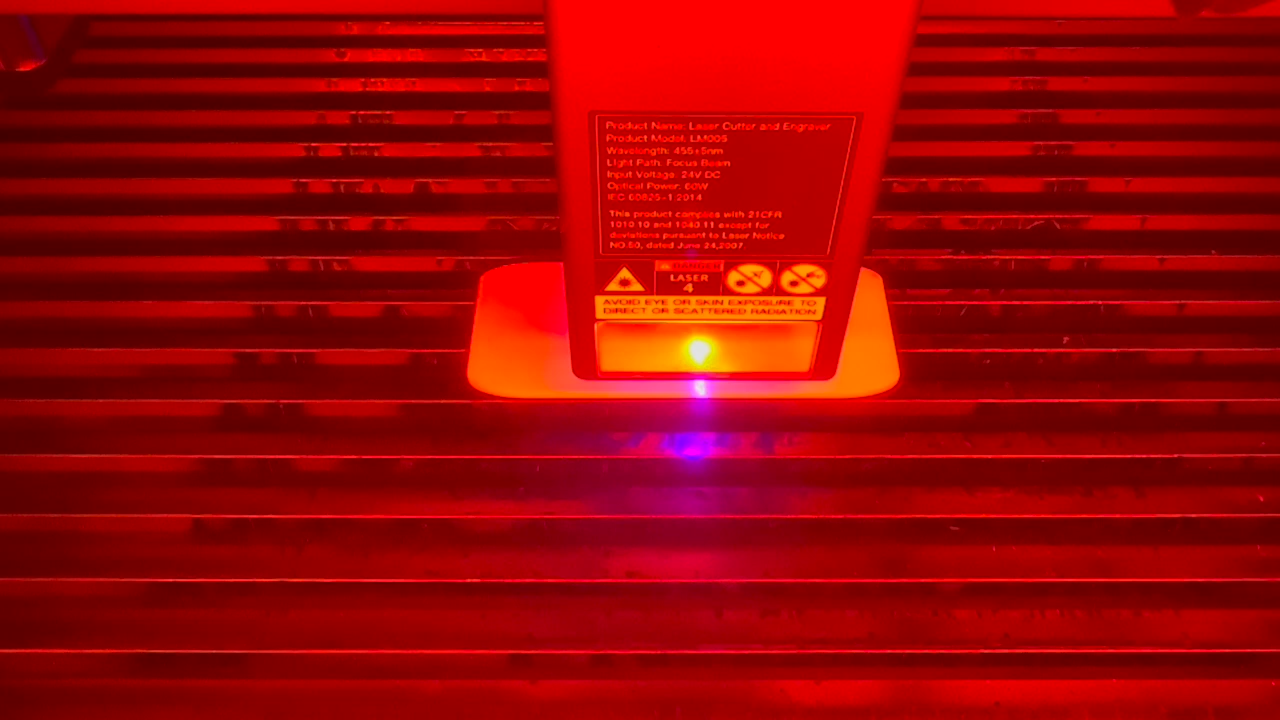 Product Name: Laser Cutter and Engraver
Product Model: LM005
Wavelength: 455±5nm
Light Path: Focus Beam
Input Voltage: 24V DC
Optical Power: 60W
IEC 60825-1:2014
This product complies with 21CFR
1010.10 and 1040.11 except for
deviations pursuant to Laser Notice
NO.50, dated June 24,2007.
DANGER
LASER
4
AVOID EYE OR SKIN EXPOSURE TO
DIRECT OR SCATTERED RADIATION